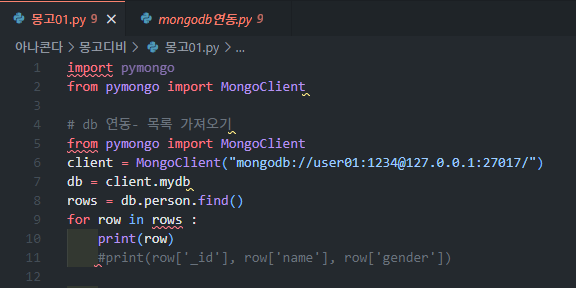 몽고01.py 9 × mongodb연동.py 9
아나콘다 > 몽고디비 > 몽고01.py > ...
1 import pymongo
2 from pymongo import MongoClient
3
4 # db 연동- 목록 가져오기
5 from pymongo import MongoClient
6 client = MongoClient("mongodb://user01:1234@127.0.0.1:27017/")
7 db = client.mydb
8 rows = db.person.find()
9 for row in rows :
10     print(row)
11     #print(row['_id'], row['name'], row['gender'])
12